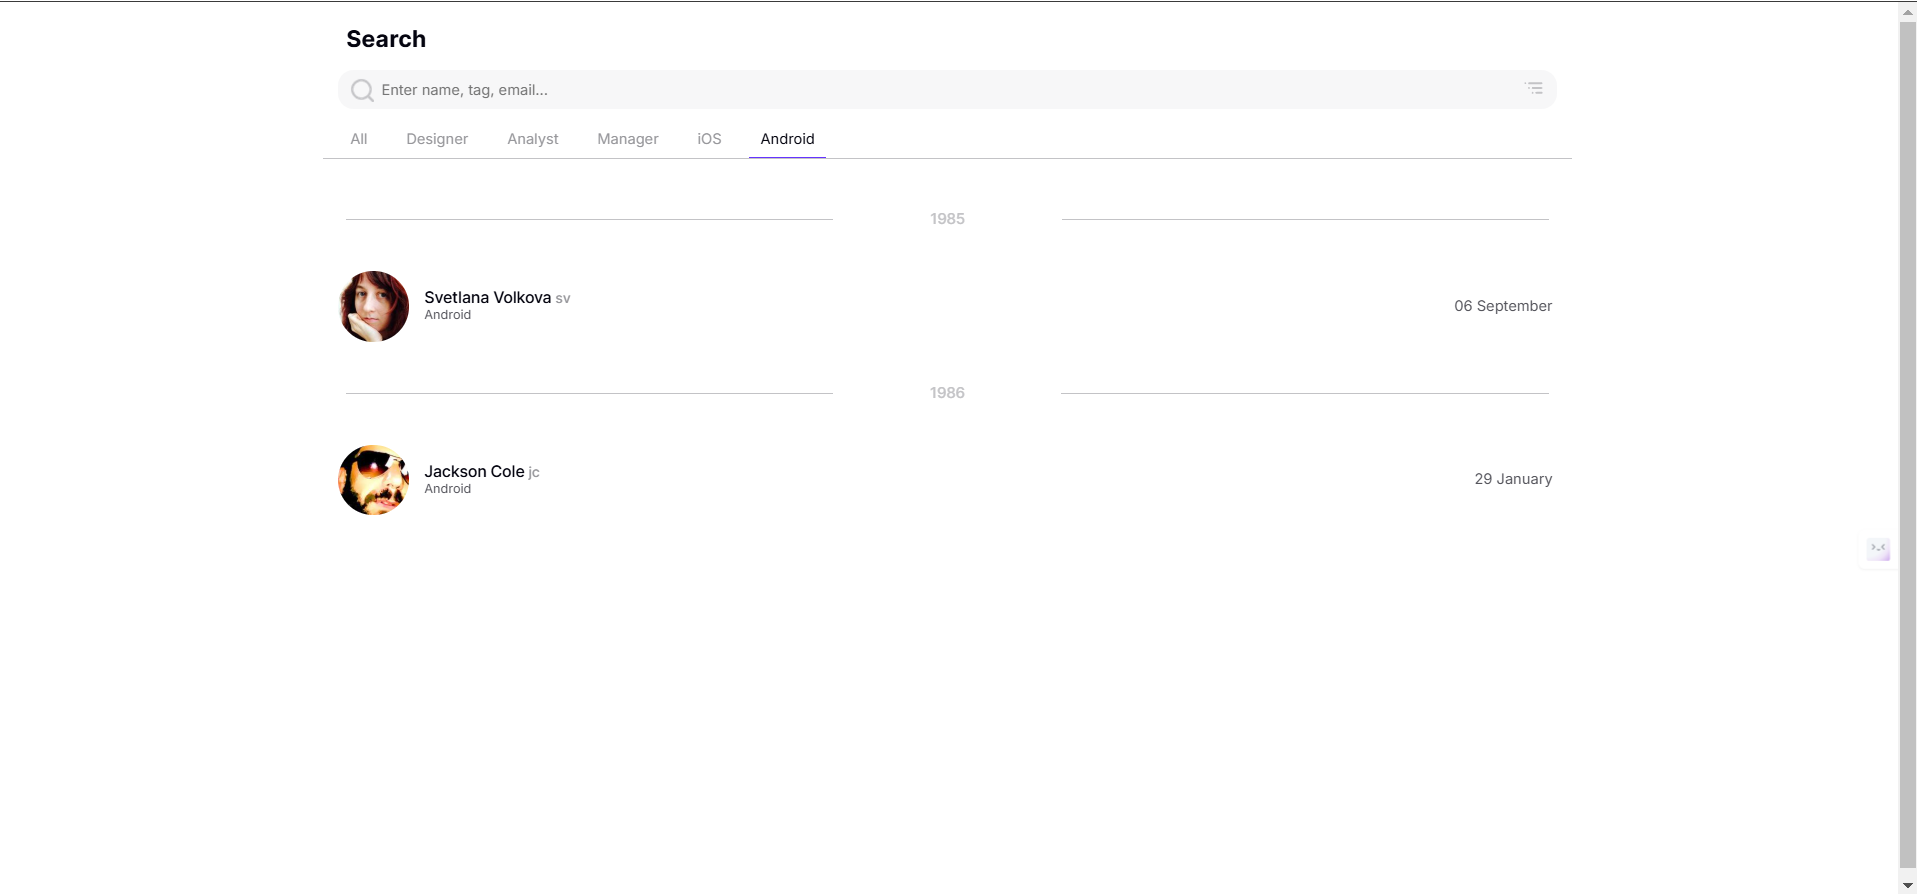 Search
Enter name, tag, email...
All Designer Analyst Manager iOS Android
1985
Svetlana Volkova sv
Android
06 September
1986
Jackson Cole jc
Android
29 January